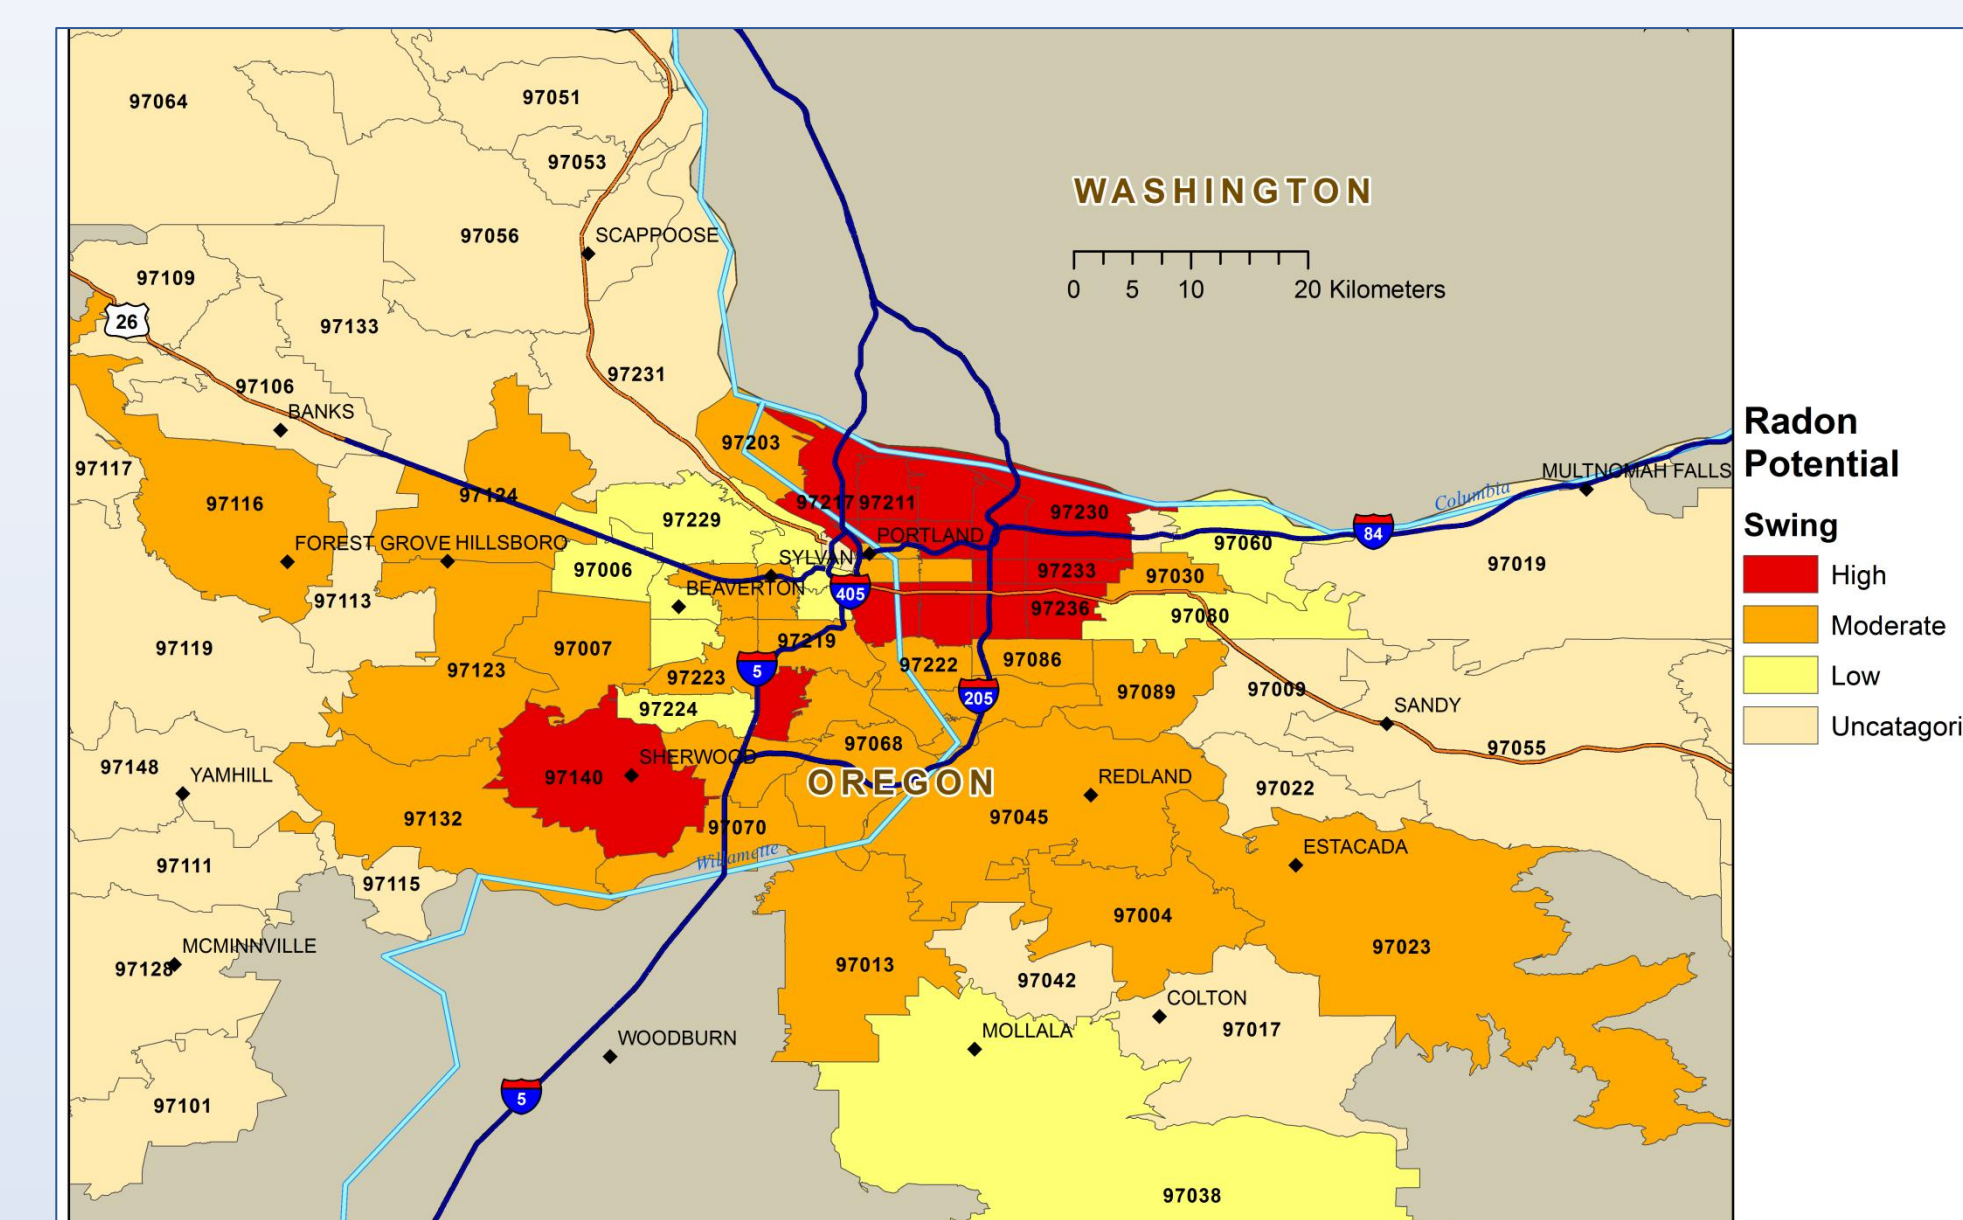 97064
97051
97053
WASHINGTON
97056
SCAPPOOSE
97109
0 5 10 20 Kilometers
26
97133
97106
97231
BANKS
Radon
Potential
97203
97117
MULTNOMAH FALLS
97124
Columbia
97116
97217 97211
97230
97229
Swing
PORTLAND
84
FOREST GROVE HILLSBORO
97060
SYLVAN
97019
97006
97233
97030
High
BEAVERTON
405
97113
97236
97080
Moderate
97119
97007
97219
97123
97223
5
97222
97086
Low
97089
97009
205
97224
SANDY
Uncatagori
97068
97055
SHERWOOD
97148
YAMHILL
97140
OREGON
REDLAND
97022
97132
97070
97045
ESTACADA
Willamette
97111
97115
97004
MCMINNVILLE
97023
97128
97013
97042
COLTON
WOODBURN
MOLLALA
97017
5
97101
97038